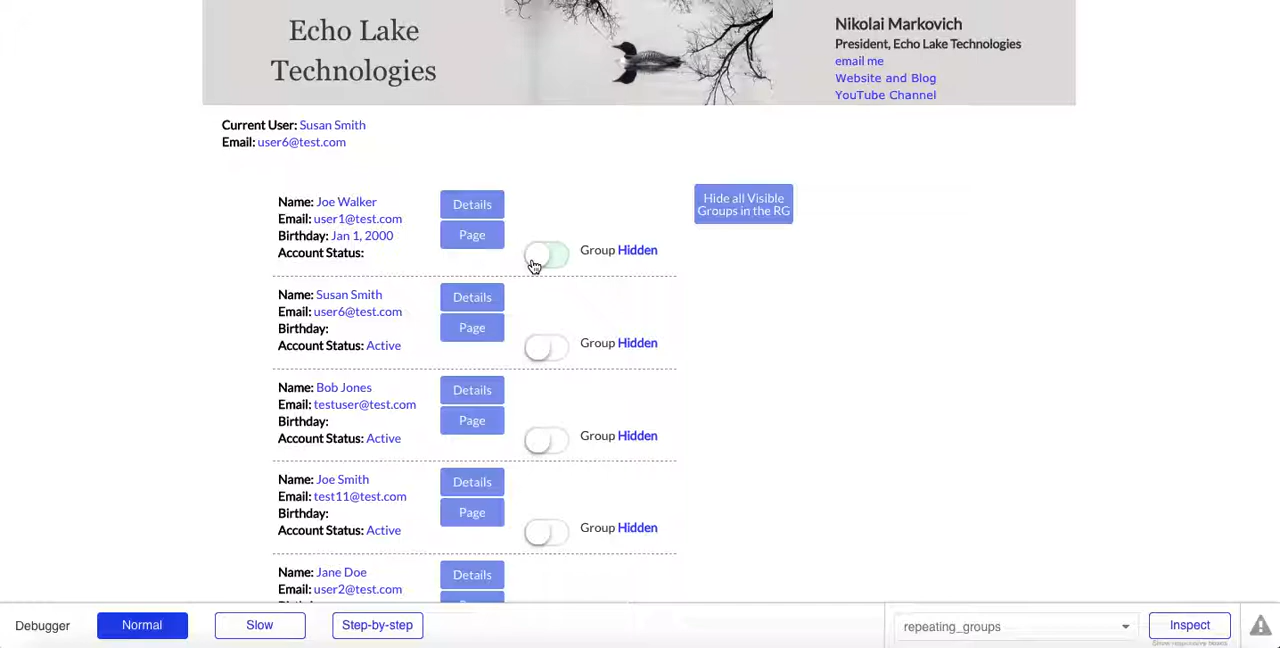 Echo Lake
Technologies
Nikolai Markovich
President, Echo Lake Technologies
email me
Website and Blog
YouTube Channel
Current User: Susan Smith
Email: user6@test.com
Hide all Visible
Groups in the RG
Name: Joe Walker
Email: user1@test.com
Birthday: Jan 1, 2000
Account Status:
Details
Page
Group Hidden
Name: Susan Smith
Email: user6@test.com
Birthday:
Account Status: Active
Details
Page
Group Hidden
Name: Bob Jones
Email: testuser@test.com
Birthday:
Account Status: Active
Details
Page
Group Hidden
Name: Joe Smith
Email: test11@test.com
Birthday:
Account Status: Active
Details
Page
Group Hidden
Name: Jane Doe
Email: user2@test.com
Details
Debugger
Normal
Slow
Step-by-step
repeating_groups
Inspect